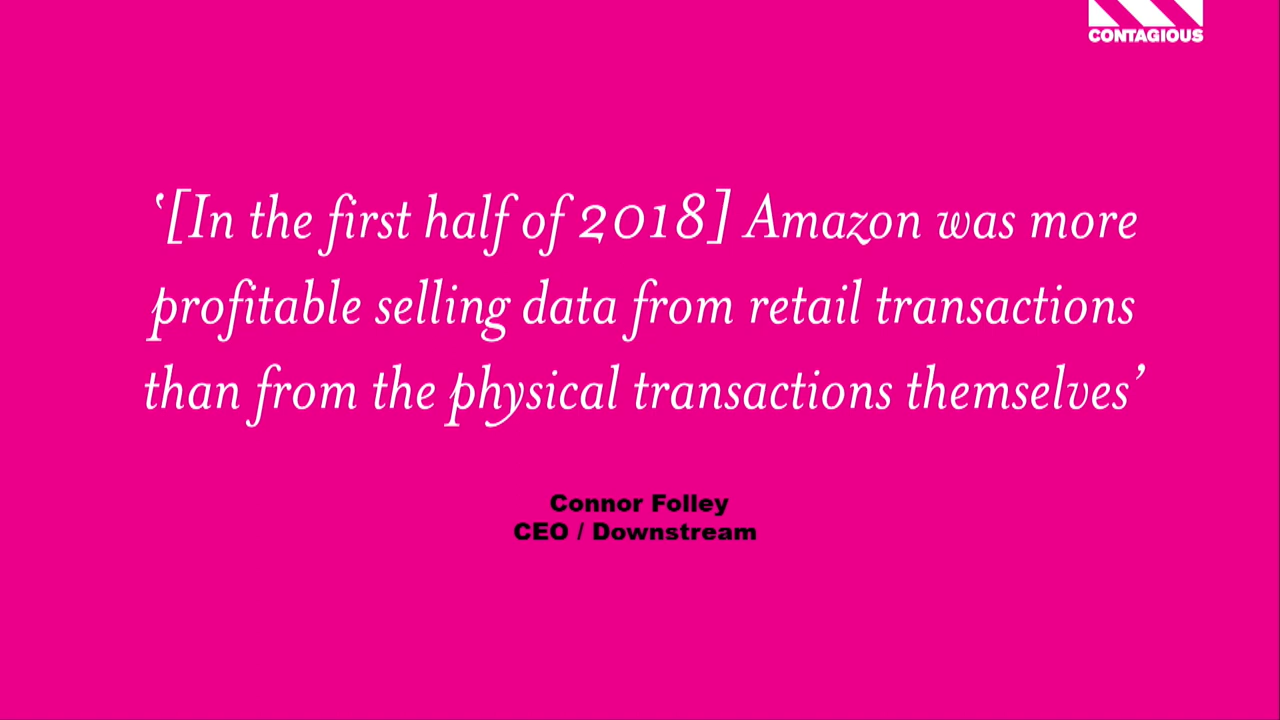 CONTAGIOUS
‘[In the first half of 2018] Amazon was more
profitable selling data from retail transactions
than from the physical transactions themselves’
Connor Folley
CEO / Downstream